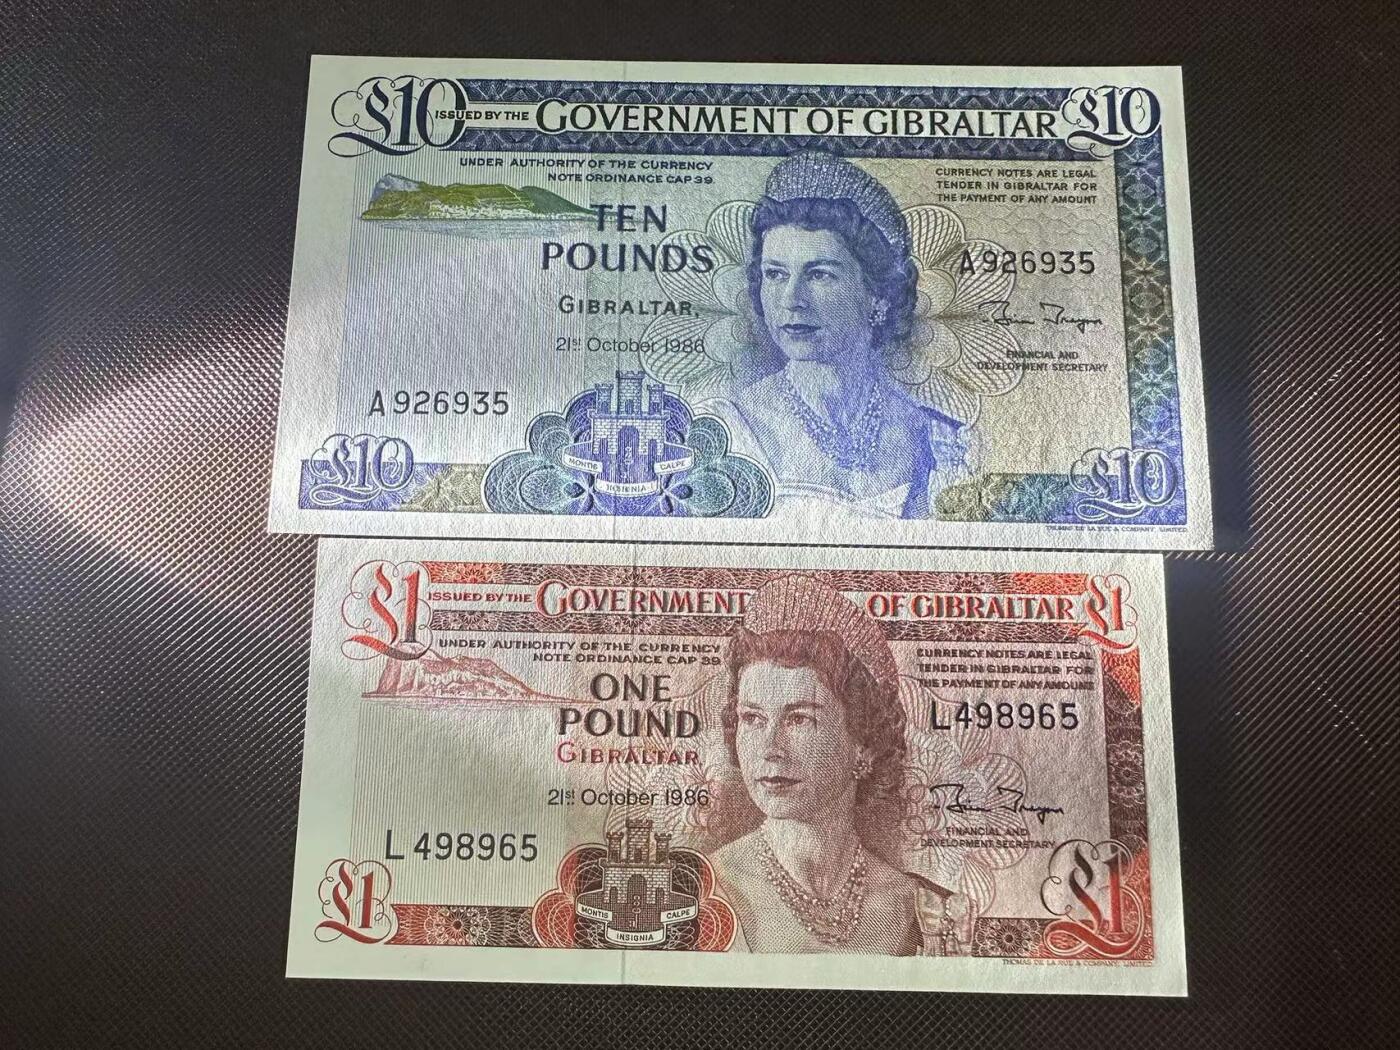 £10 ISSUED BY THE GOVERNMENT OF GIBRALTAR £10
UNDER AUTHORITY OF THE CURRENCY
NOTE ORDINANCE CAP 39
CURRENCY NOTES ARE LEGAL
TENDER IN GIBRALTAR FOR
THE PAYMENT OF ANY AMOUNT
TEN
POUNDS
GIBRALTAR,
21st October 1986
A926935
Brian Traynor
FINANCIAL AND
DEVELOPMENT SECRETARY
A926935
MONTIS CALPE
INSIGNIA
£10
£10
THOMAS DE LA RUE & COMPANY, LIMITED
£1 ISSUED BY THE GOVERNMENT OF GIBRALTAR £1
UNDER AUTHORITY OF THE CURRENCY
NOTE ORDINANCE CAP 39
CURRENCY NOTES ARE LEGAL
TENDER IN GIBRALTAR FOR
THE PAYMENT OF ANY AMOUNT
ONE
POUND
GIBRALTAR,
21st October 1986
L498965
Brian Traynor
FINANCIAL AND
DEVELOPMENT SECRETARY
L498965
MONTIS CALPE
INSIGNIA
£1
£1
THOMAS DE LA RUE & COMPANY, LIMITED